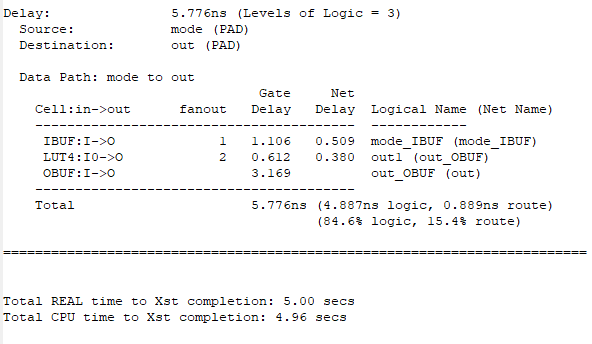 Delay:               5.776ns (Levels of Logic = 3)
  Source:            mode (PAD)
  Destination:       out (PAD)

  Data Path: mode to out
                                Gate     Net
    Cell:in->out      fanout   Delay   Delay  Logical Name (Net Name)
    ----------------------------------------  ------------
     IBUF:I->O             1   1.106   0.509  mode_IBUF (mode_IBUF)
     LUT4:I0->O            2   0.612   0.380  out1 (out_OBUF)
     OBUF:I->O                 3.169          out_OBUF (out)
    ----------------------------------------
    Total                      5.776ns (4.887ns logic, 0.889ns route)
                                       (84.6% logic, 15.4% route)

=========================================================================

Total REAL time to Xst completion: 5.00 secs
Total CPU time to Xst completion: 4.96 secs